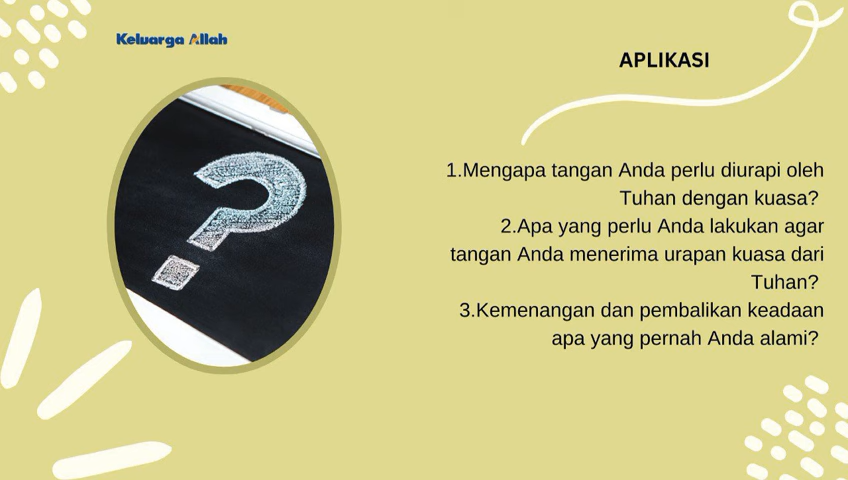 Keluarga Allah
APLIKASI
1.Mengapa tangan Anda perlu diurapi oleh
Tuhan dengan kuasa?
2.Apa yang perlu Anda lakukan agar
tangan Anda menerima urapan kuasa dari
Tuhan?
3.Kemenangan dan pembalikan keadaan
apa yang pernah Anda alami?
?